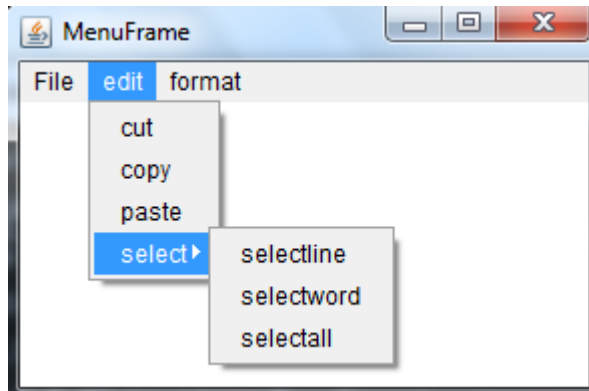 MenuFrame
File edit format
cut
copy
paste
select
selectline
selectword
selectall